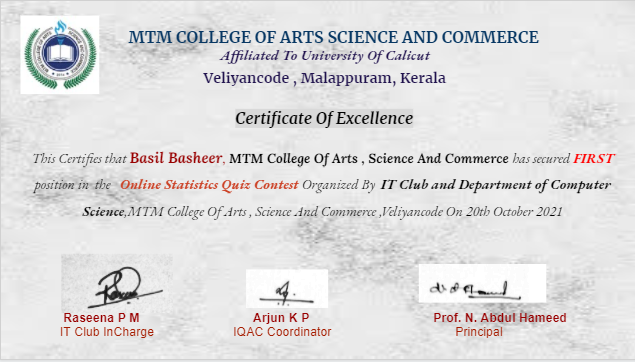 MTM COLLEGE OF ARTS SCIENCE AND COMMERCE
Affiliated To University Of Calicut
Veliyancode , Malappuram, Kerala
Certificate Of Excellence
This Certifies that Basil Basheer, MTM College Of Arts , Science And Commerce has secured FIRST
position in the Online Statistics Quiz Contest Organized By IT Club and Department of Computer
Science,MTM College Of Arts , Science And Commerce ,Veliyancode On 20th October 2021
Raseena P M
IT Club InCharge
Arjun K P
IQAC Coordinator
Prof. N. Abdul Hameed
Principal